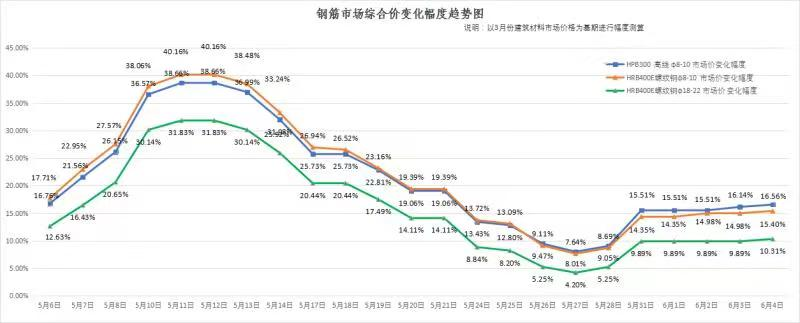 钢筋市场综合价变化幅度趋势图
说明：以3月份建筑材料市场价格为基期进行幅度测算
HPB300 高线 φ8-10 市场价变化幅度
HRB400E螺纹钢φ8-10 市场价变化幅度
HRB400E螺纹钢φ18-22 市场价变化幅度
45.00%
40.00%
35.00%
30.00%
25.00%
20.00%
15.00%
10.00%
5.00%
0.00%
40.16% 40.16%
38.06% 38.48%
36.57% 38.66% 38.66% 36.99%
33.24%
27.57% 30.14% 31.83% 31.83% 30.14% 26.94% 26.52%
22.95% 26.15% 25.73% 25.73% 23.16%
17.71% 21.56% 20.65% 20.44% 20.44% 22.81% 19.39% 19.39%
16.76% 16.43% 17.49% 19.06% 19.06%
12.63% 14.11% 14.11% 13.72% 13.09% 15.51% 15.51% 15.51% 16.14% 16.56%
13.43% 12.80% 14.35% 14.35% 14.98% 14.98% 15.40%
8.84% 8.20% 9.11% 7.64% 8.69% 9.89% 9.89% 9.89% 9.89% 10.31%
9.47% 8.01% 9.05%
5.25% 4.20% 5.25%
5月6日 5月7日 5月8日 5月10日 5月11日 5月12日 5月13日 5月14日 5月17日 5月18日 5月19日 5月20日 5月21日 5月24日 5月25日 5月26日 5月27日 5月28日 5月31日 6月1日 6月2日 6月3日 6月4日